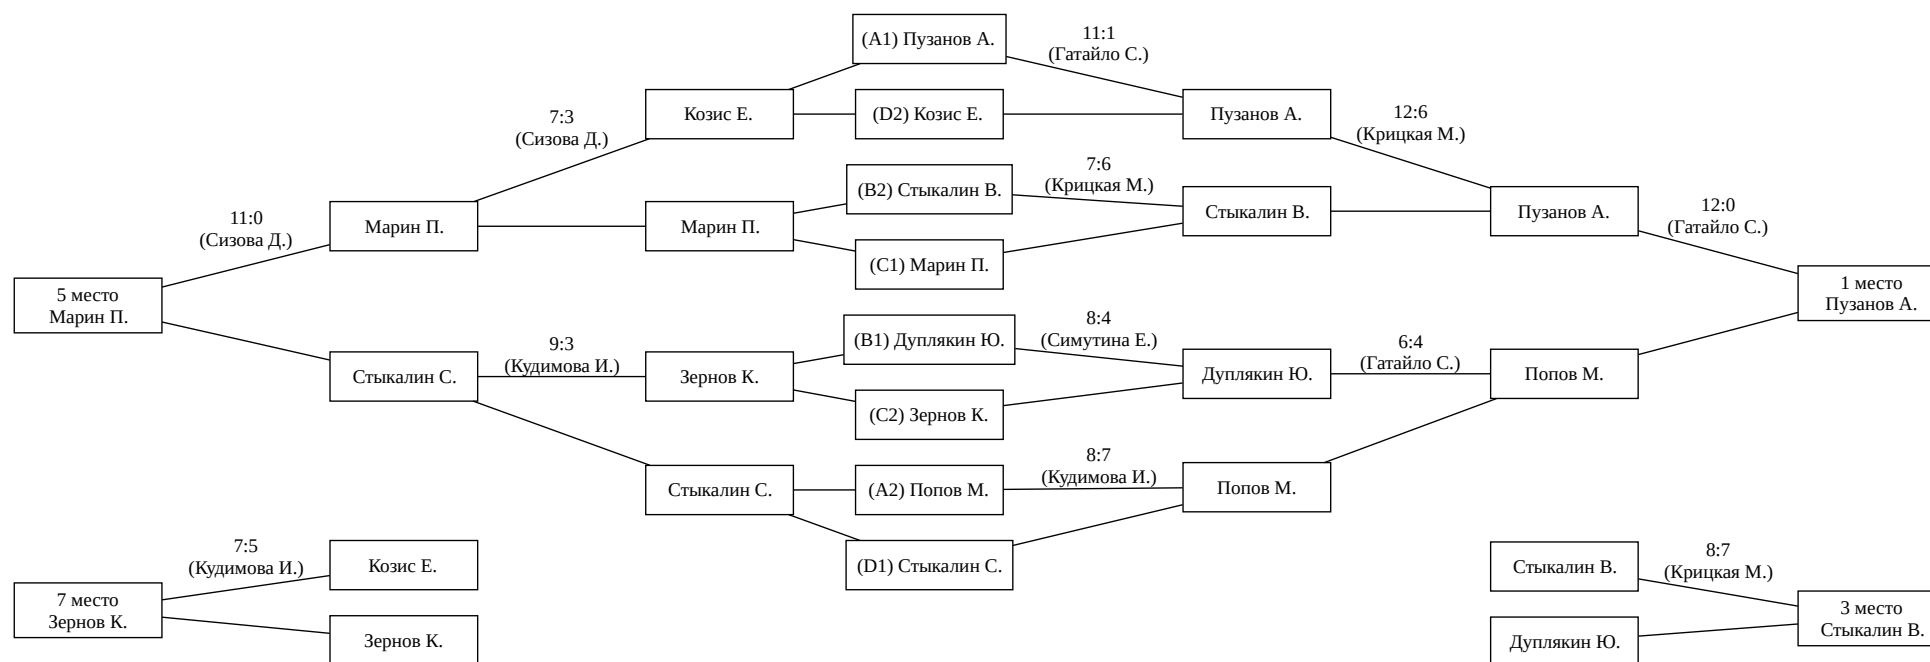 (A1) Пузанов А.
11:1
(Гатайло С.)
7:3
(Сизова Д.)
Козис Е.
(D2) Козис Е.
Пузанов А.
12:6
(Крицкая М.)
11:0
(Сизова Д.)
Марин П.
Марин П.
(B2) Стыкалин В.
7:6
(Крицкая М.)
Стыкалин В.
Пузанов А.
12:0
(Гатайло С.)
(C1) Марин П.
5 место
Марин П.
1 место
Пузанов А.
9:3
(Кудимова И.)
Стыкалин С.
Зернов К.
(B1) Дуплякин Ю.
8:4
(Симутина Е.)
Дуплякин Ю.
6:4
(Гатайло С.)
Попов М.
(C2) Зернов К.
Стыкалин С.
(A2) Попов М.
8:7
(Кудимова И.)
Попов М.
(D1) Стыкалин С.
7:5
(Кудимова И.)
Козис Е.
7 место
Зернов К.
Зернов К.
Стыкалин В.
8:7
(Крицкая М.)
3 место
Стыкалин В.
Дуплякин Ю.